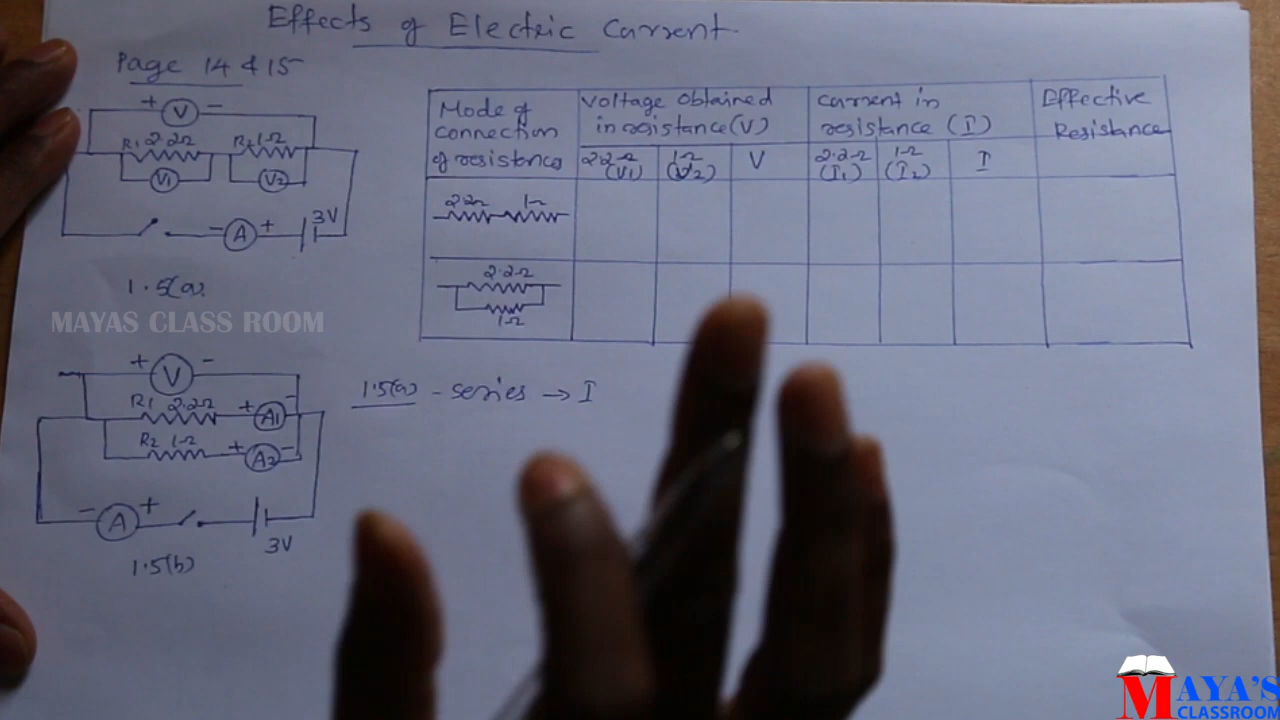 Effects of Electric Current
Page 14 & 15
+ V -
R1 2.2Ω R2 1Ω
V1 V2
- A + 3V
1.5(a)
MAYAS CLASS ROOM
+ V -
R1 2.2Ω + A1 -
R2 1Ω + A2 -
- A +
3V
1.5(b)
Mode of connection of resistance
Voltage Obtained in resistance (V)
Current in resistance (I)
Effective Resistance
2.2Ω (V1) 1Ω (V2) V 2.2Ω (I1) 1Ω (I2) I
2.2Ω 1Ω
2.2Ω
1Ω
1.5(a) - series → I
MAYA'S
CLASSROOM